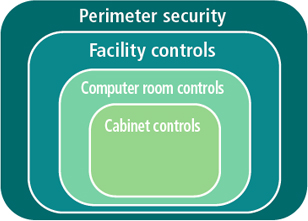 Perimeter security
Facility controls
Computer room controls
Cabinet controls